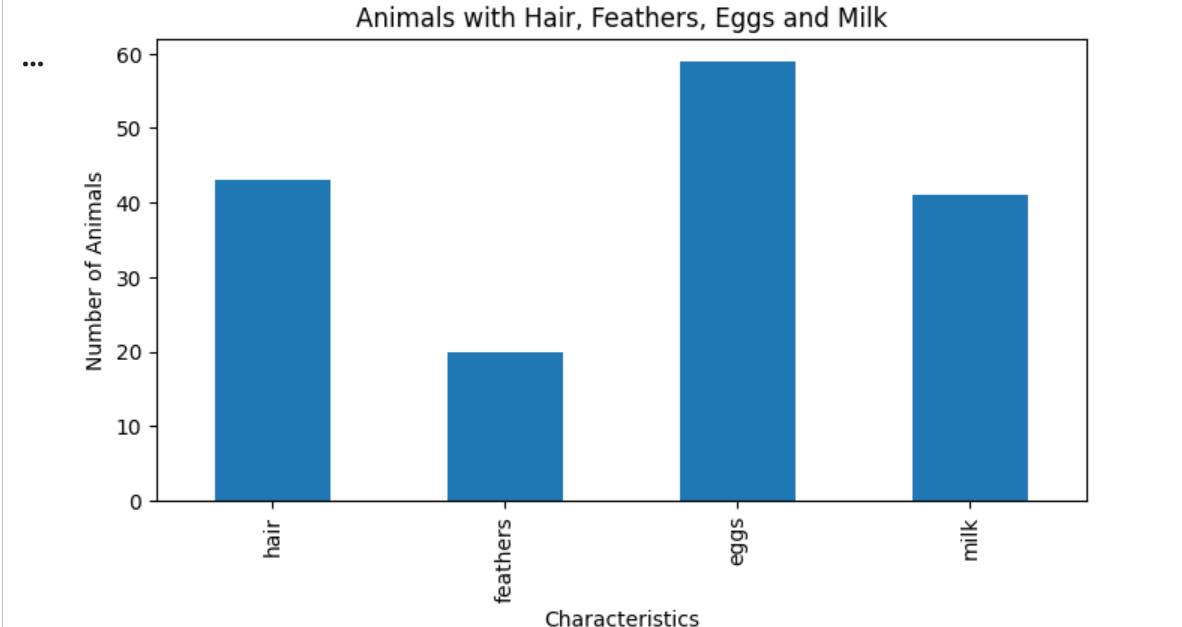 Animals with Hair, Feathers, Eggs and Milk
...
60
50
40
30
20
10
0
Number of Animals
hair
feathers
eggs
milk
Characteristics